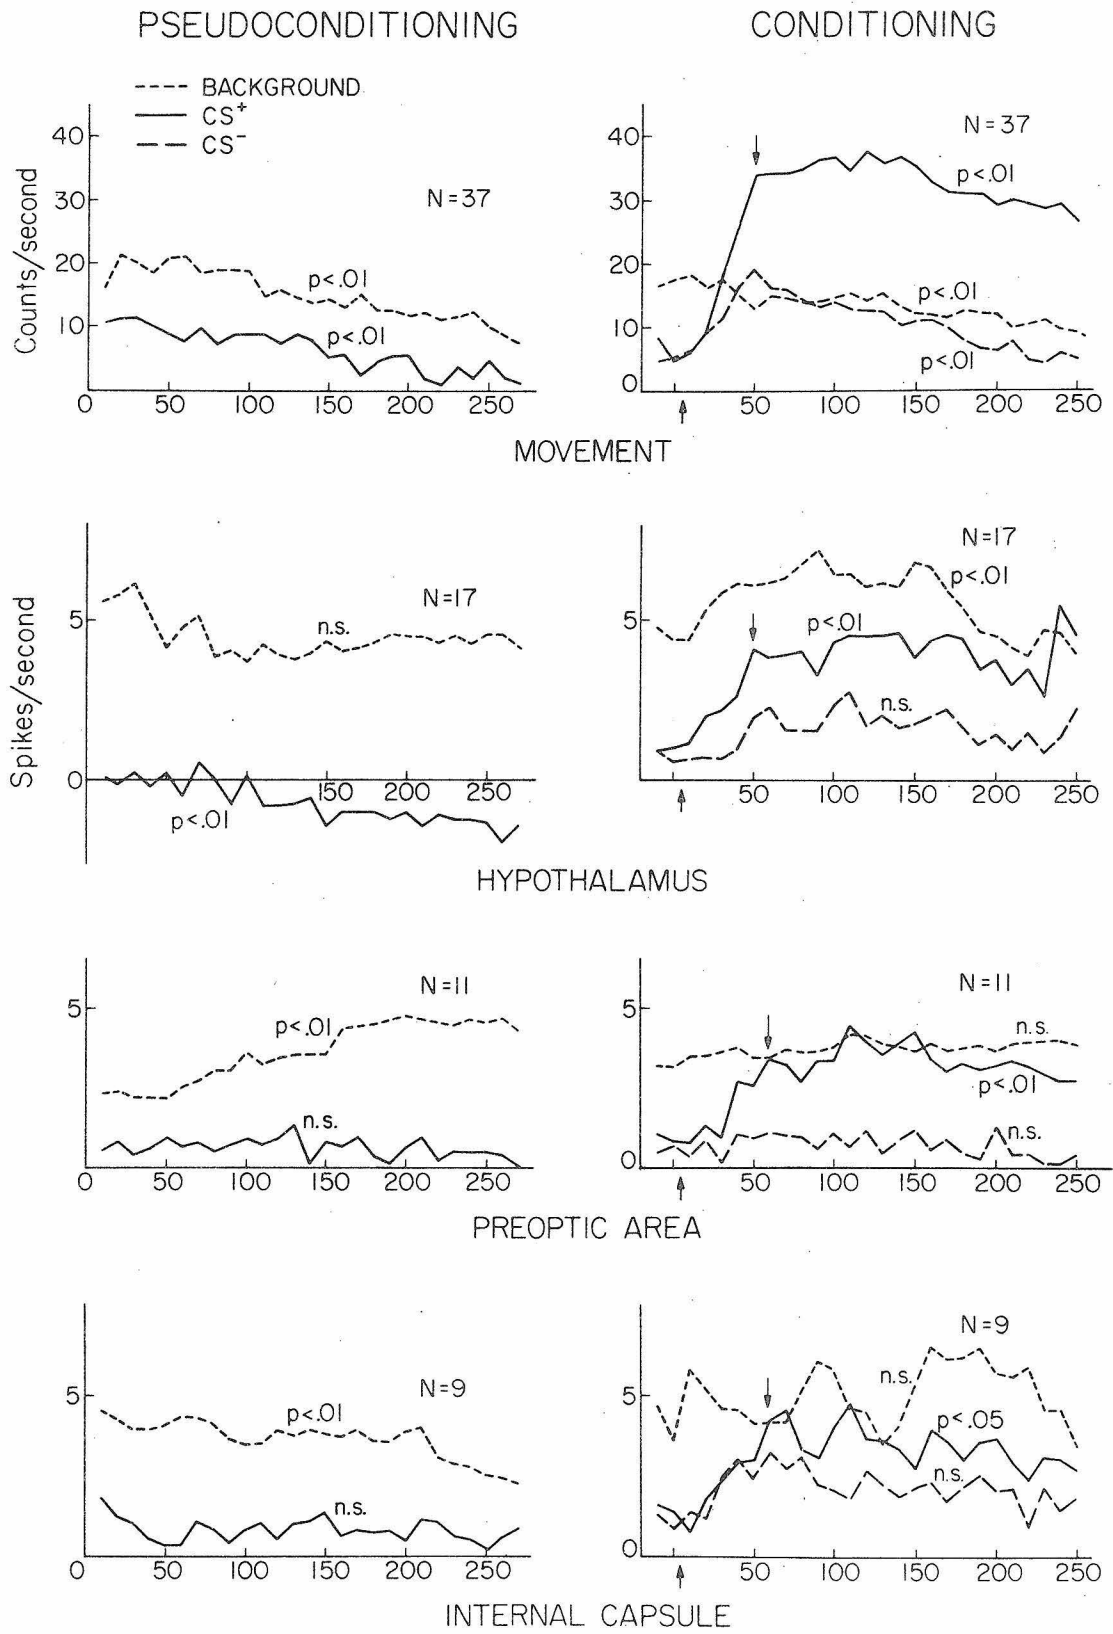 PSEUDOCONDITIONING
CONDITIONING
BACKGROUND
CS+
CS-
Counts/second
40
30
20
10
N=37
p<.01
p<.01
0 50 100 150 200 250
40
30
20
10
0
N=37
p<.01
p<.01
p<.01
50 100 150 200 250
MOVEMENT
Spikes/second
5
0
N=17
n.s.
p<.01
150 200 250
5
0
N=17
p<.01
p<.01
n.s.
50 100 150 200 250
HYPOTHALAMUS
5
N=11
p<.01
n.s.
0 50 100 150 200 250
5
0
N=11
n.s.
p<.01
n.s.
50 100 150 200 250
PREOPTIC AREA
5
N=9
p<.01
n.s.
0 50 100 150 200 250
5
0
N=9
n.s.
p<.05
n.s.
50 100 150 200 250
INTERNAL CAPSULE